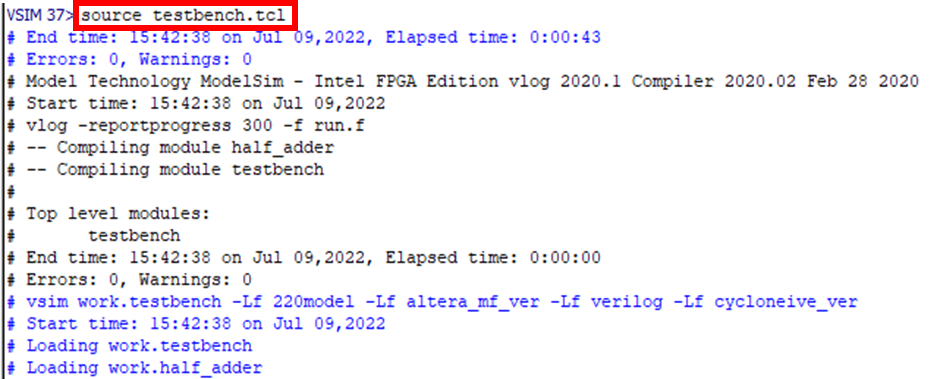 VSIM 37> source testbench.tcl
# End time: 15:42:38 on Jul 09,2022, Elapsed time: 0:00:43
# Errors: 0, Warnings: 0
# Model Technology ModelSim - Intel FPGA Edition vlog 2020.1 Compiler 2020.02 Feb 28 2020
# Start time: 15:42:38 on Jul 09,2022
# vlog -reportprogress 300 -f run.f
# -- Compiling module half_adder
# -- Compiling module testbench
#
# Top level modules:
#       testbench
# End time: 15:42:38 on Jul 09,2022, Elapsed time: 0:00:00
# Errors: 0, Warnings: 0
# vsim work.testbench -Lf 220model -Lf altera_mf_ver -Lf verilog -Lf cycloneive_ver
# Start time: 15:42:38 on Jul 09,2022
# Loading work.testbench
# Loading work.half_adder